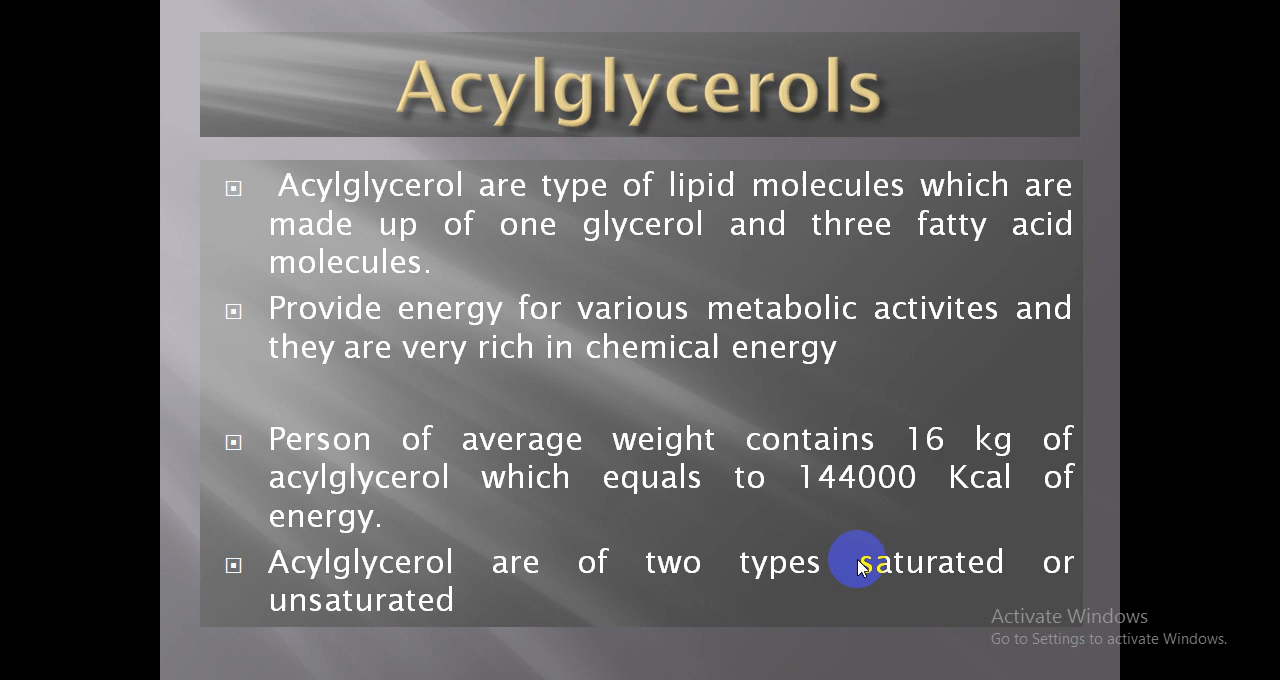 Acylglycerols
Acylglycerol are type of lipid molecules which are
made up of one glycerol and three fatty acid
molecules.
Provide energy for various metabolic activites and
they are very rich in chemical energy
Person of average weight contains 16 kg of
acylglycerol which equals to 144000 Kcal of
energy.
Acylglycerol are of two types saturated or
unsaturated
Activate Windows
Go to Settings to activate Windows.